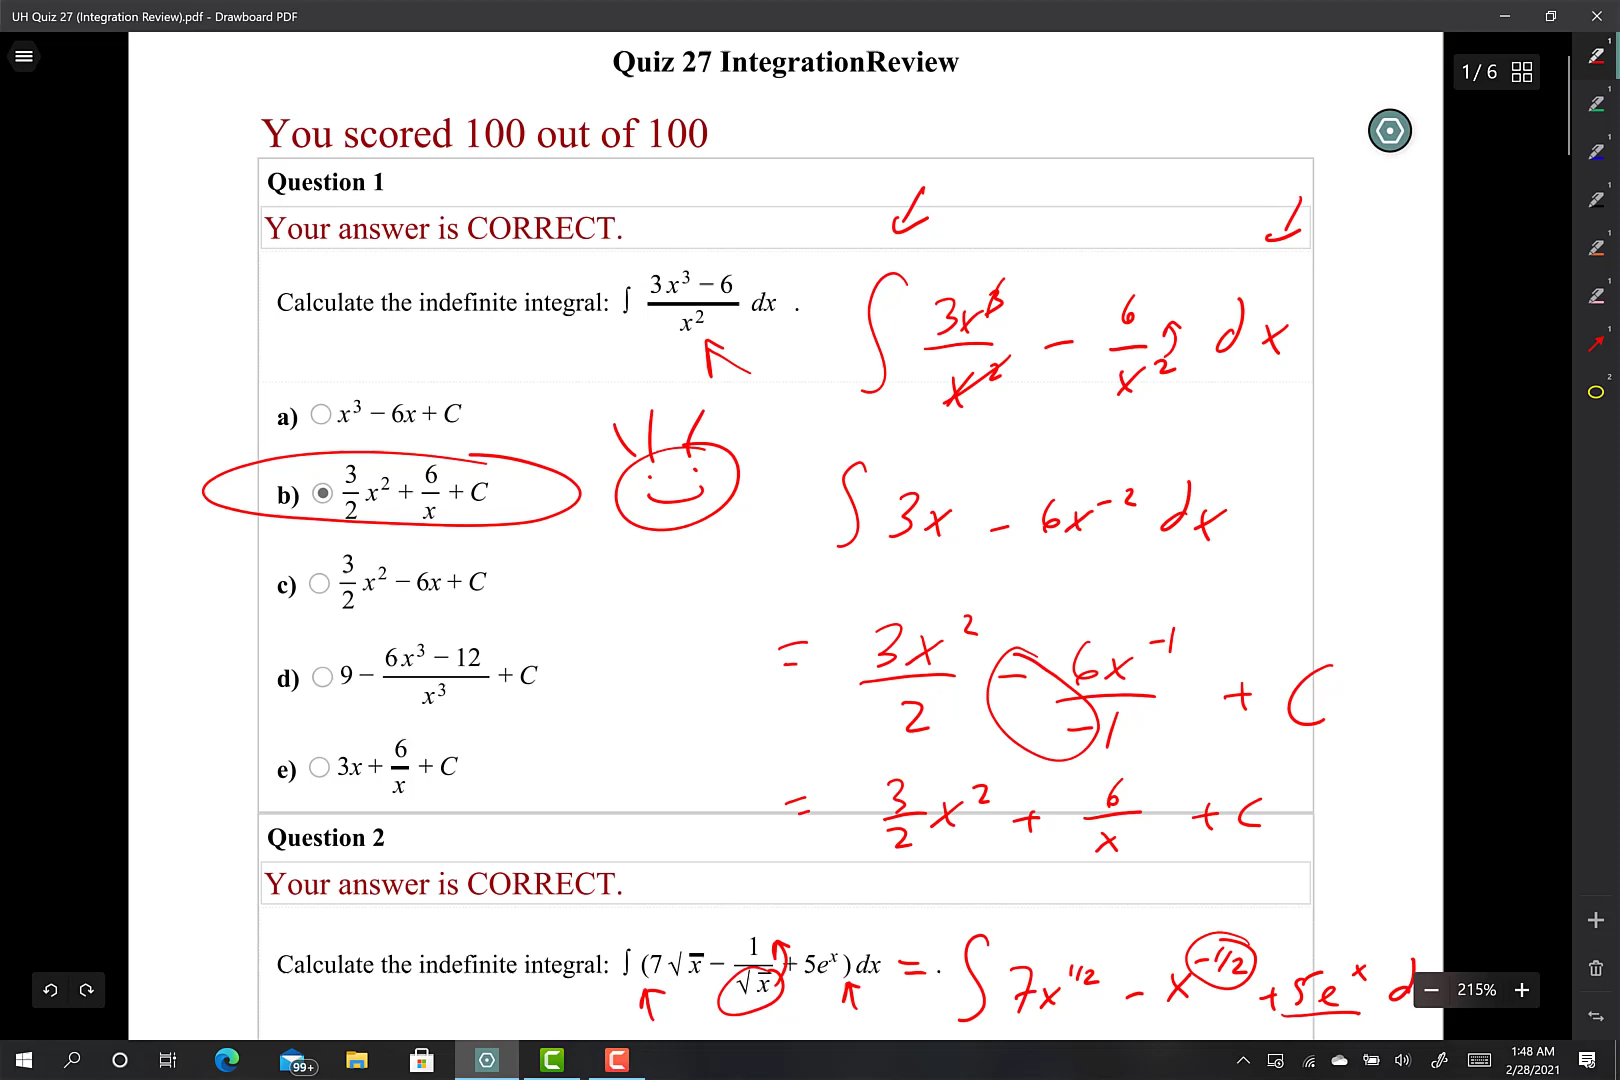 UH Quiz 27 (Integration Review).pdf - Drawboard PDF
1 / 6
Quiz 27 IntegrationReview
You scored 100 out of 100
Question 1
Your answer is CORRECT.
Calculate the indefinite integral: ∫ (3x³ − 6)/x² dx .
∫ 3x³/x² − 6/x² dx
a) x³ − 6x + C
b) 3/2 x² + 6/x + C
∫ 3x − 6x⁻² dx
c) 3/2 x² − 6x + C
d) 9 − (6x³ − 12)/x³ + C
= 3x²/2 − 6x⁻¹/−1 + C
e) 3x + 6/x + C
= 3/2 x² + 6/x + C
Question 2
Your answer is CORRECT.
Calculate the indefinite integral: ∫ (7√x − 1/√x + 5eˣ) dx = . ∫ 7x^1/2 − x^−1/2 + 5eˣ d
215%
99+
1:48 AM
2/28/2021